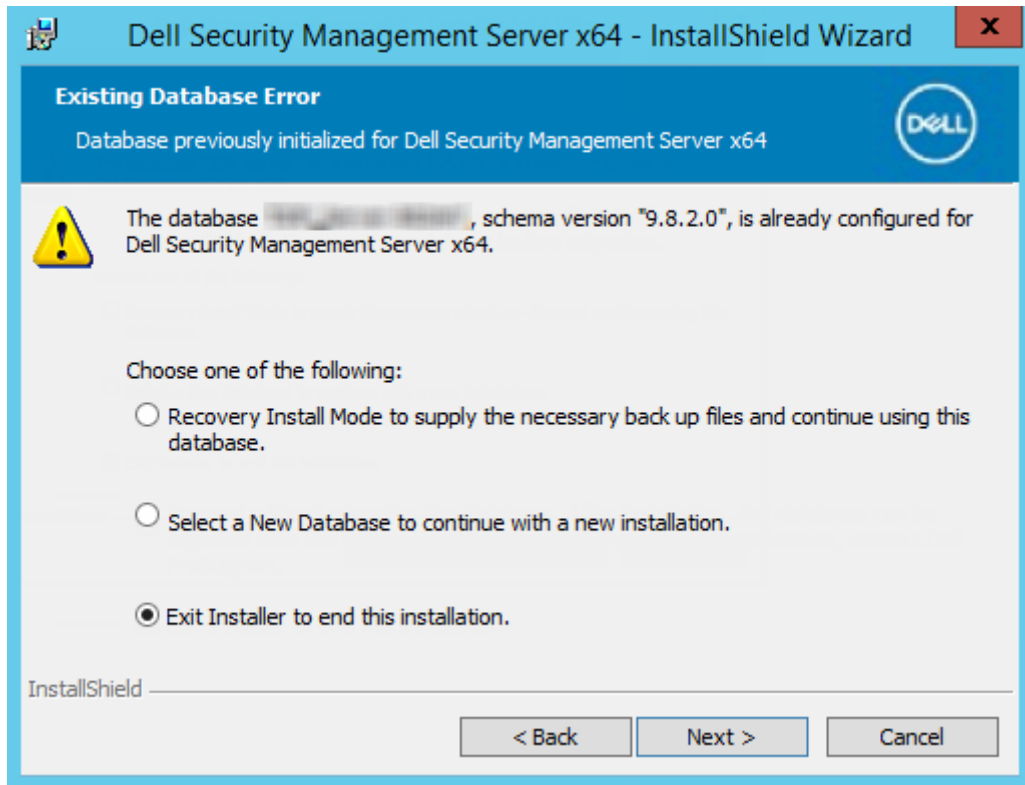 Dell Security Management Server x64 - InstallShield Wizard
x
Existing Database Error
Database previously initialized for Dell Security Management Server x64
DELL
The database , schema version "9.8.2.0", is already configured for
Dell Security Management Server x64.
Choose one of the following:
Recovery Install Mode to supply the necessary back up files and continue using this
database.
Select a New Database to continue with a new installation.
Exit Installer to end this installation.
InstallShield
< Back
Next >
Cancel